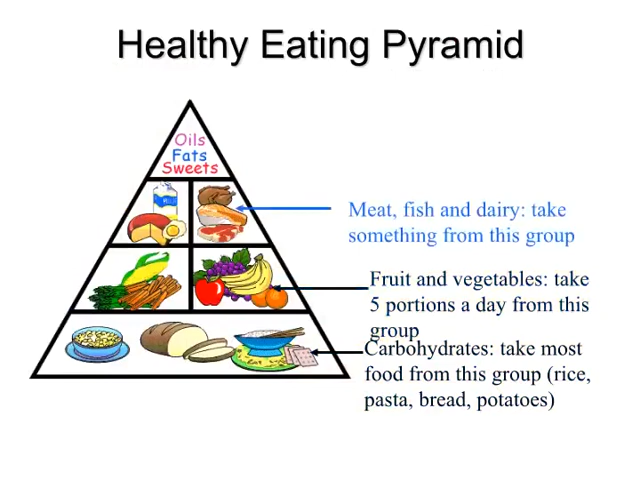 Healthy Eating Pyramid
Oils
Fats
Sweets
Milk
Meat, fish and dairy: take
something from this group
Fruit and vegetables: take
5 portions a day from this
group
Carbohydrates: take most
food from this group (rice,
pasta, bread, potatoes)